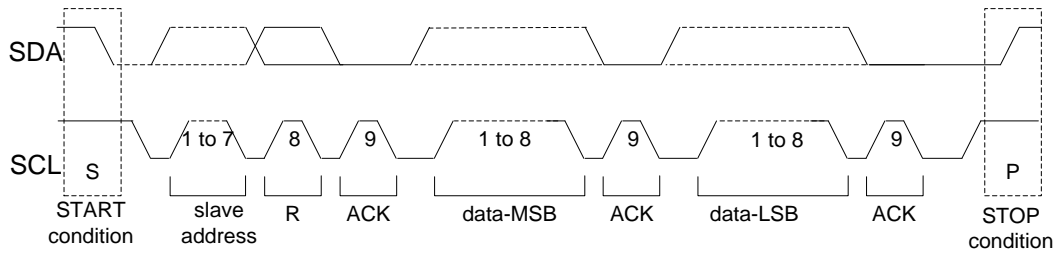 SDA
1 to 7 8 9 1 to 8 9 1 to 8 9
SCL S P
START condition slave address R ACK data-MSB ACK data-LSB ACK STOP condition